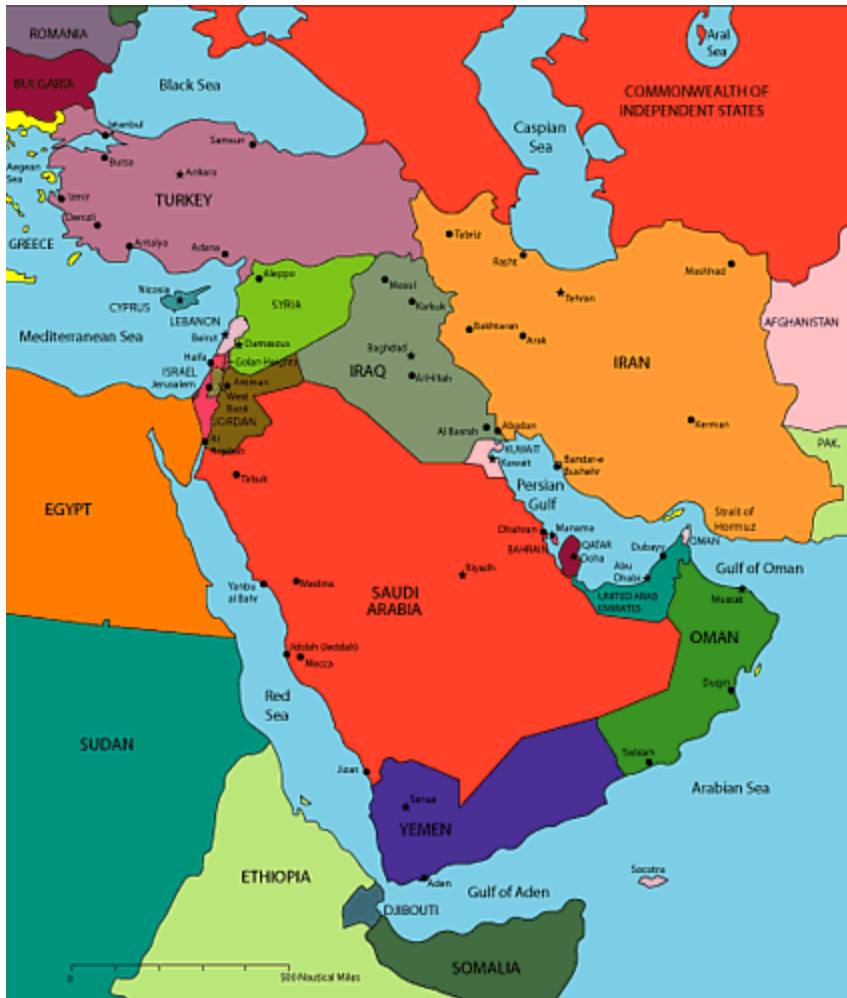 ROMANIA
Aral
Sea
BULGARIA
Black Sea
COMMONWEALTH OF
INDEPENDENT STATES
Istanbul
Samsun
Caspian
Sea
Bursa
Aegean
Sea
Ankara
TURKEY
Izmir
Denizli
Tabriz
GREECE
Antalya
Adana
Rasht
Mashhad
Aleppo
Mosul
Nicosia
Tehran
CYPRUS
SYRIA
Karkuk
LEBANON
AFGHANISTAN
Beirut
Damascus
Bakhtaran
Arak
Mediterranean Sea
Baghdad
Haifa
Golan Heights
IRAN
ISRAEL
IRAQ
Jerusalem
Amman
Al Hillah
West
Bank
JORDAN
Kerman
Al Basrah
Abadan
Al
KUWAIT
Kuwait
PAK.
Tabuk
Bandar-e
Bushehr
Persian
Gulf
EGYPT
Strait of
Hormuz
Dhahran
Manama
OMAN
BAHRAIN
QATAR
Doha
Dubayy
Abu
Dhabi
Gulf of Oman
Riyadh
Yanbu
al Bahr
Medina
SAUDI
ARABIA
UNITED ARAB
EMIRATES
Muscat
OMAN
Jiddah (Jeddah)
Mecca
Duqm
Red
Sea
SUDAN
Salalah
Jizan
Arabian Sea
Sanaa
YEMEN
Socotra
ETHIOPIA
Aden
Gulf of Aden
DJIBOUTI
SOMALIA
0
500 Nautical Miles